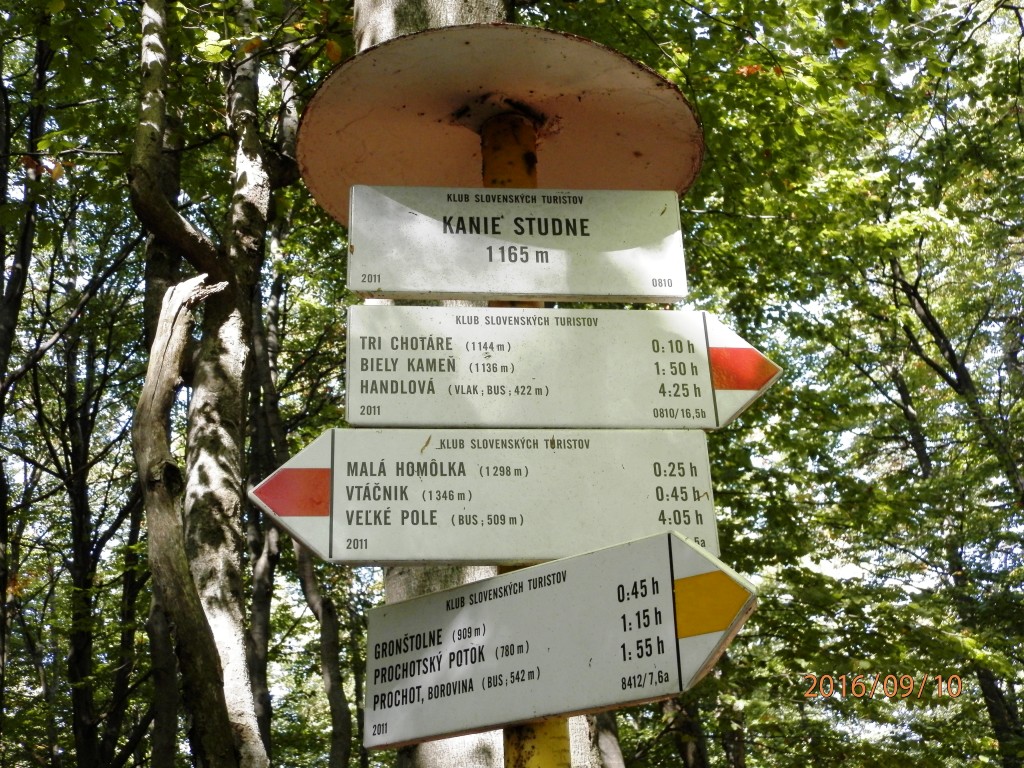 KLUB SLOVENSKÝCH TURISTOV
KANIE STUDNE
1165 m
2011 0810
KLUB SLOVENSKÝCH TURISTOV
TRI CHOTÁRE (1144 m) 0:10 h
BIELY KAMEŇ (1136 m) 1:50 h
HANDLOVÁ (VLAK; BUS; 422 m) 4:25 h
2011 0810/16,5b
KLUB SLOVENSKÝCH TURISTOV
MALÁ HOMÔLKA (1298 m) 0:25 h
VTÁČNIK (1346 m) 0:45 h
VEĽKÉ POLE (BUS; 509 m) 4:05 h
2011 5a
KLUB SLOVENSKÝCH TURISTOV
GRONŠTOLNE (909 m) 0:45 h
PROCHOTSKÝ POTOK (780 m) 1:15 h
PROCHOT, BOROVINA (BUS; 542 m) 1:55 h
2011 8412/7,6a
2016/09/10